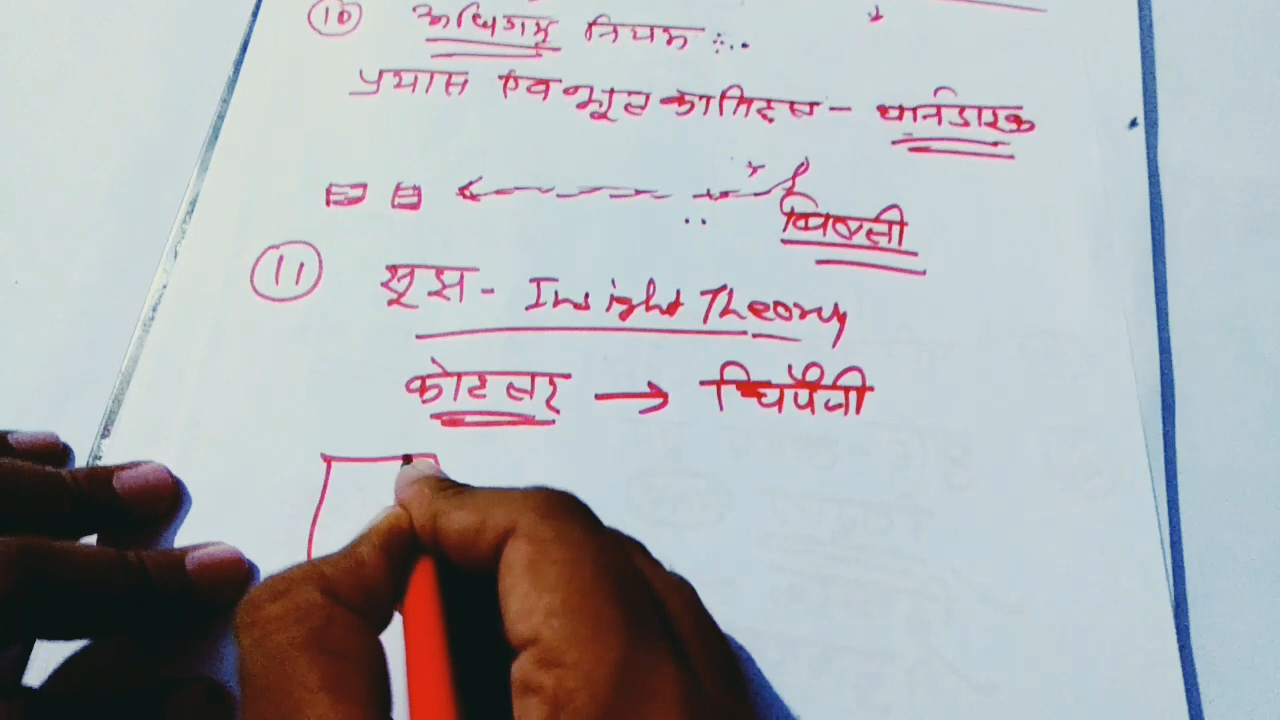 (10) अधिगम नियम :-
प्रयास एवं भूल का सिद्धांत - थार्नडाइक
बिल्ली
(11) सूझ - Insight Theory
कोहलर → चिंपैंजी